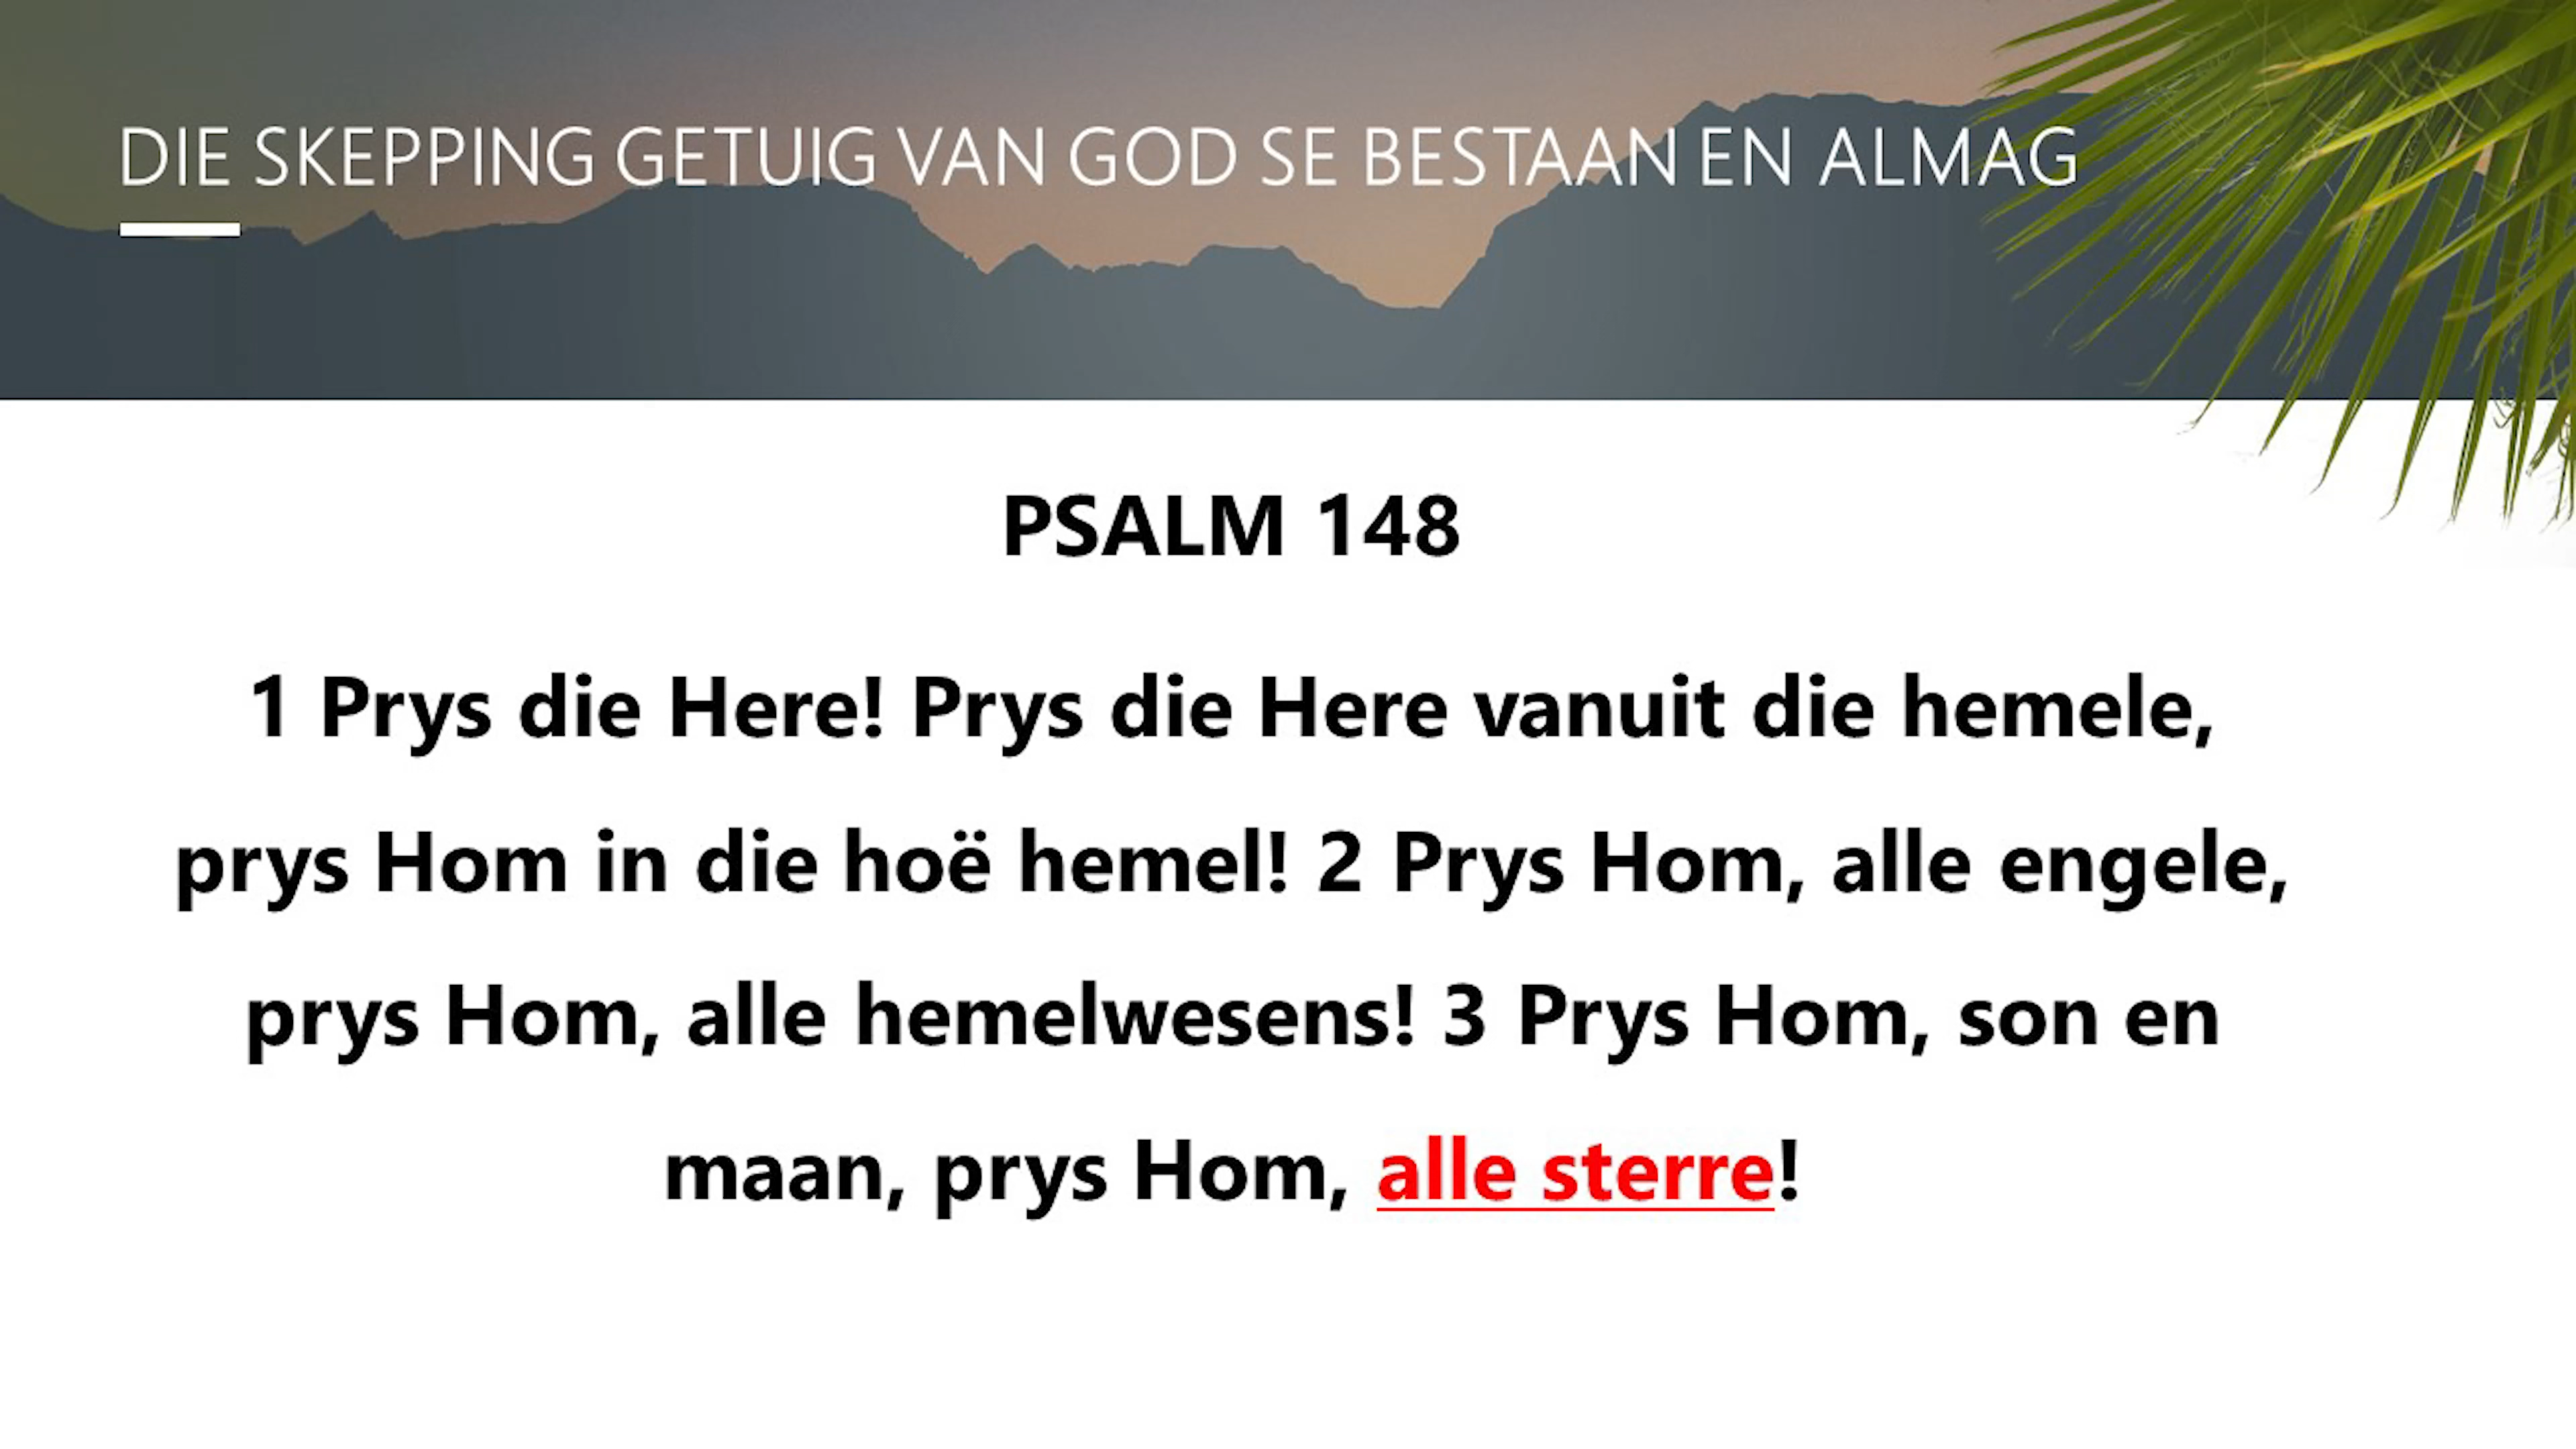 DIE SKEPPING GETUIG VAN GOD SE BESTAAN EN ALMAG
PSALM 148
1 Prys die Here! Prys die Here vanuit die hemele,
prys Hom in die hoë hemel! 2 Prys Hom, alle engele,
prys Hom, alle hemelwesens! 3 Prys Hom, son en
maan, prys Hom, alle sterre!